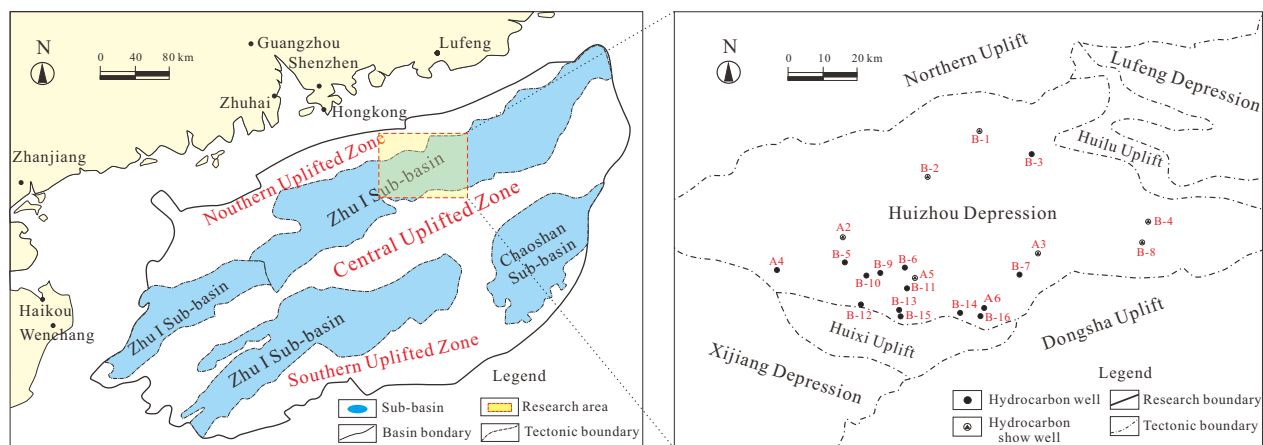 N
0 40 80 km
Guangzhou
Shenzhen
Lufeng
Zhuhai
Hongkong
Zhanjiang
Nouthern Uplifted Zone
Zhu I Sub-basin
Central Uplifted Zone
Chaoshan
Sub-basin
Haikou
Wenchang
Zhu I Sub-basin
Zhu I Sub-basin
Southern Uplifted Zone
Legend
Sub-basin
Research area
Basin bondary
Tectonic boundary
N
0 10 20 km
Northern Uplift
Lufeng Depression
B-1
B-3
Huilu Uplift
B-2
Huizhou Depression
B-4
A2
A3
B-8
A4
B-5
B-9
B-6
A5
B-7
B-10
B-11
B-12
B-13
B-14
A6
B-15
B-16
Huixi Uplift
Dongsha Uplift
Xijiang Depression
Legend
Hydrocarbon well
Research boundary
Hydrocarbon
show well
Tectonic boundary